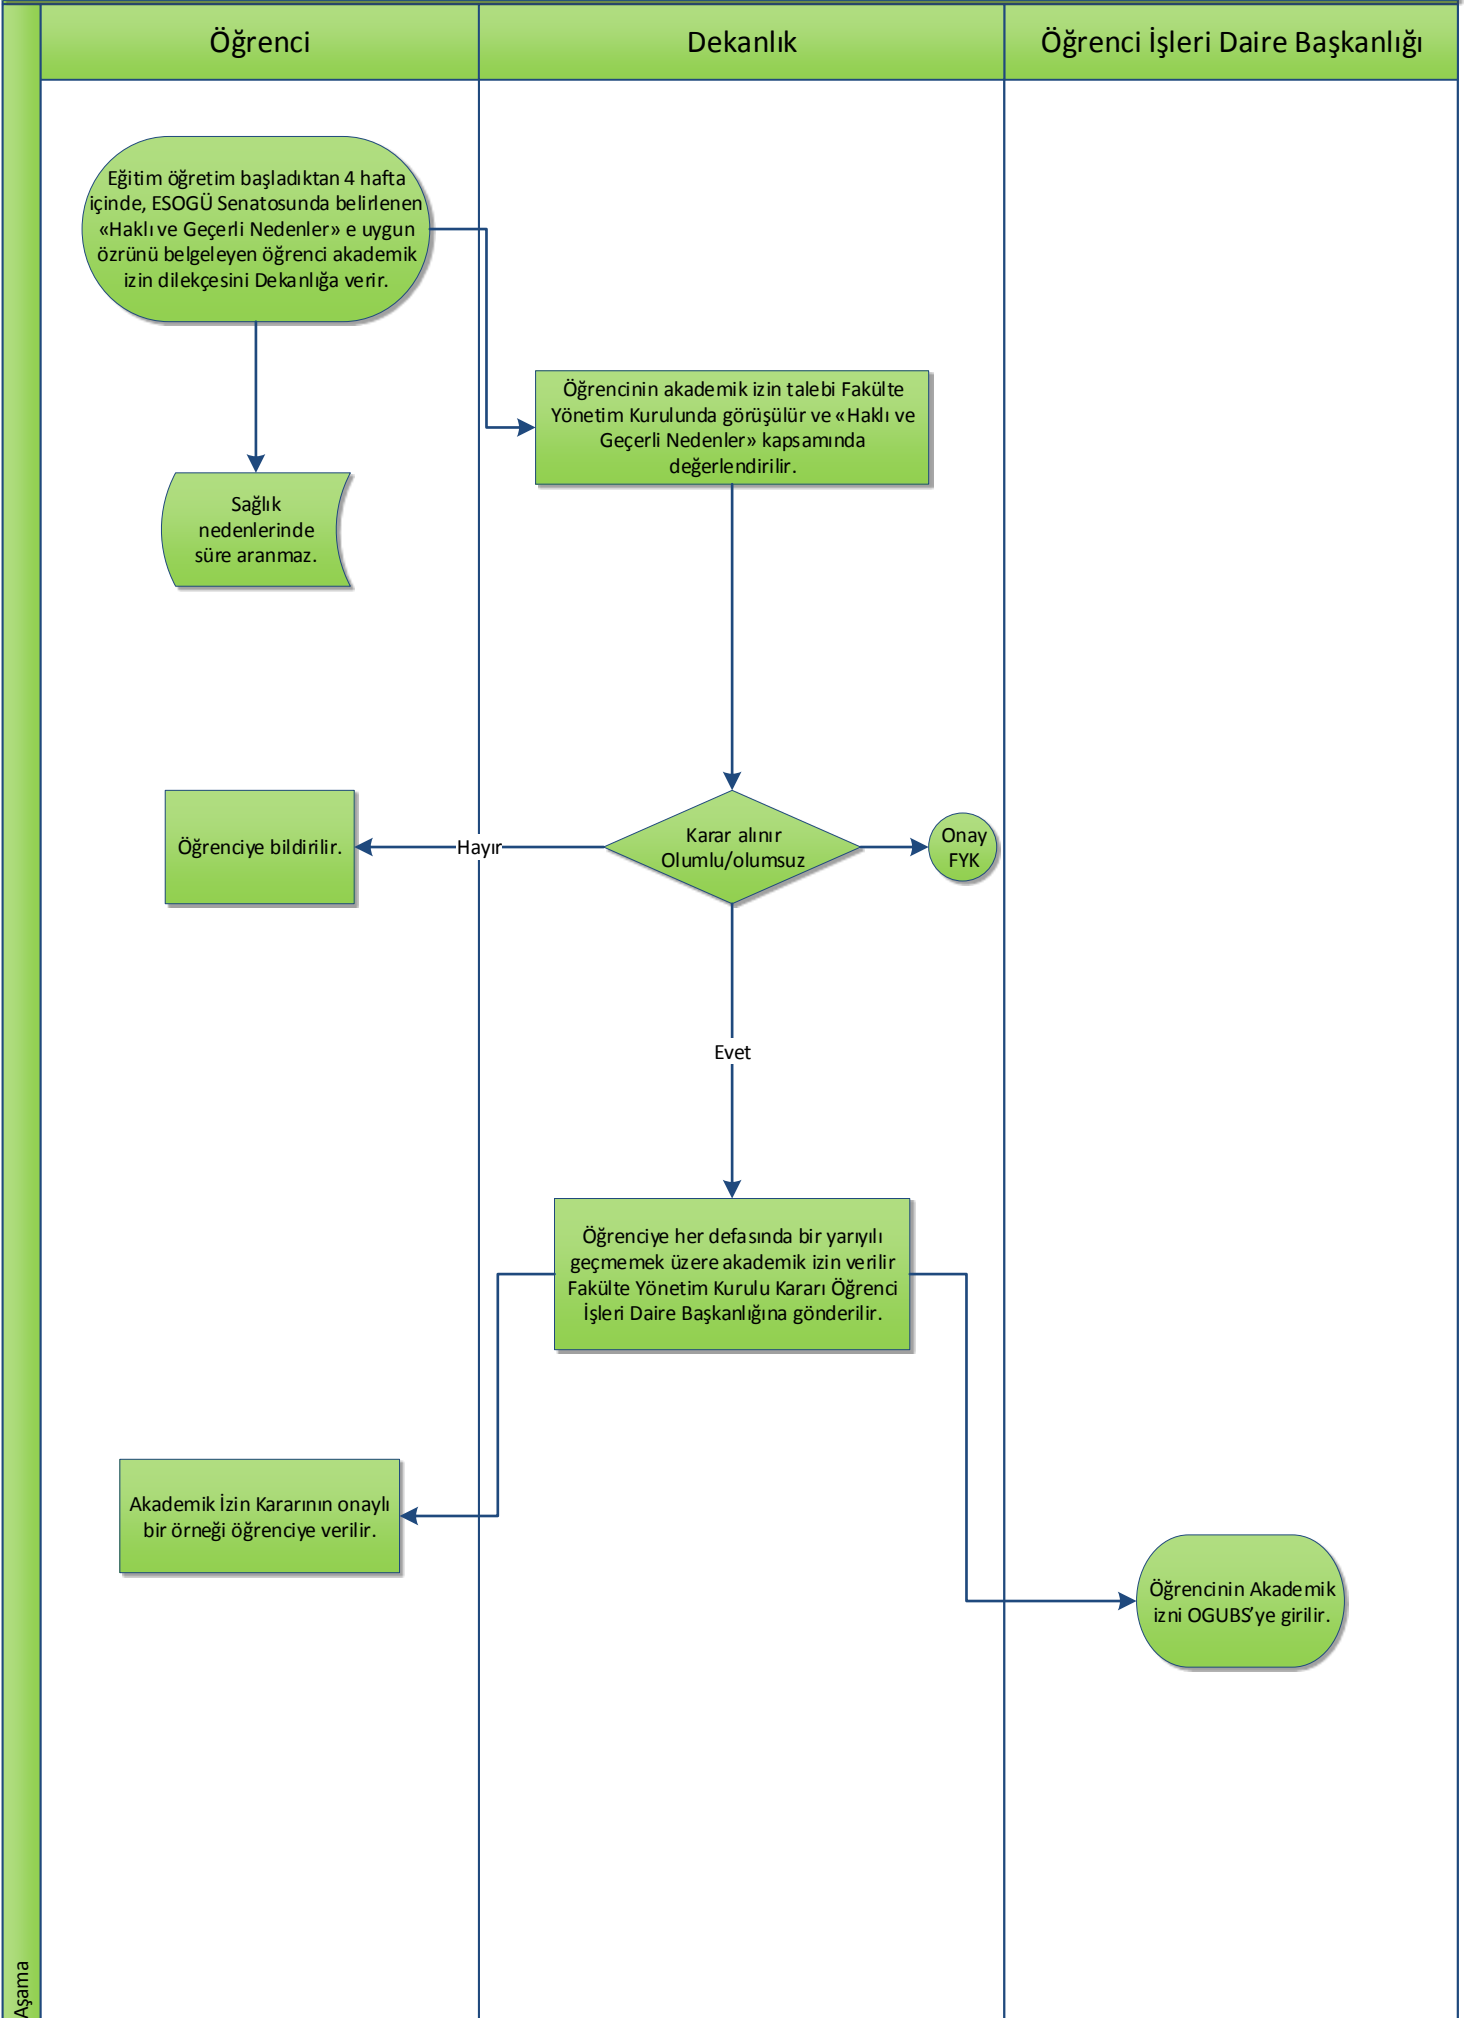 Öğrenci
Dekanlık
Öğrenci İşleri Daire Başkanlığı
Eğitim öğretim başladıktan 4 hafta
içinde, ESOGÜ Senatosunda belirlenen
«Haklı ve Geçerli Nedenler» e uygun
özrünü belgeleyen öğrenci akademik
izin dilekçesini Dekanlığa verir.
Öğrencinin akademik izin talebi Fakülte
Yönetim Kurulunda görüşülür ve «Haklı ve
Geçerli Nedenler» kapsamında
değerlendirilir.
Sağlık
nedenlerinde
süre aranmaz.
Öğrenciye bildirilir.
Hayır
Karar alınır
Olumlu/olumsuz
Onay
FYK
Evet
Öğrenciye her defasında bir yarıyılı
geçmemek üzere akademik izin verilir
Fakülte Yönetim Kurulu Kararı Öğrenci
İşleri Daire Başkanlığına gönderilir.
Akademik İzin Kararının onaylı
bir örneği öğrenciye verilir.
Öğrencinin Akademik
izni OGUBS’ye girilir.
Aşama